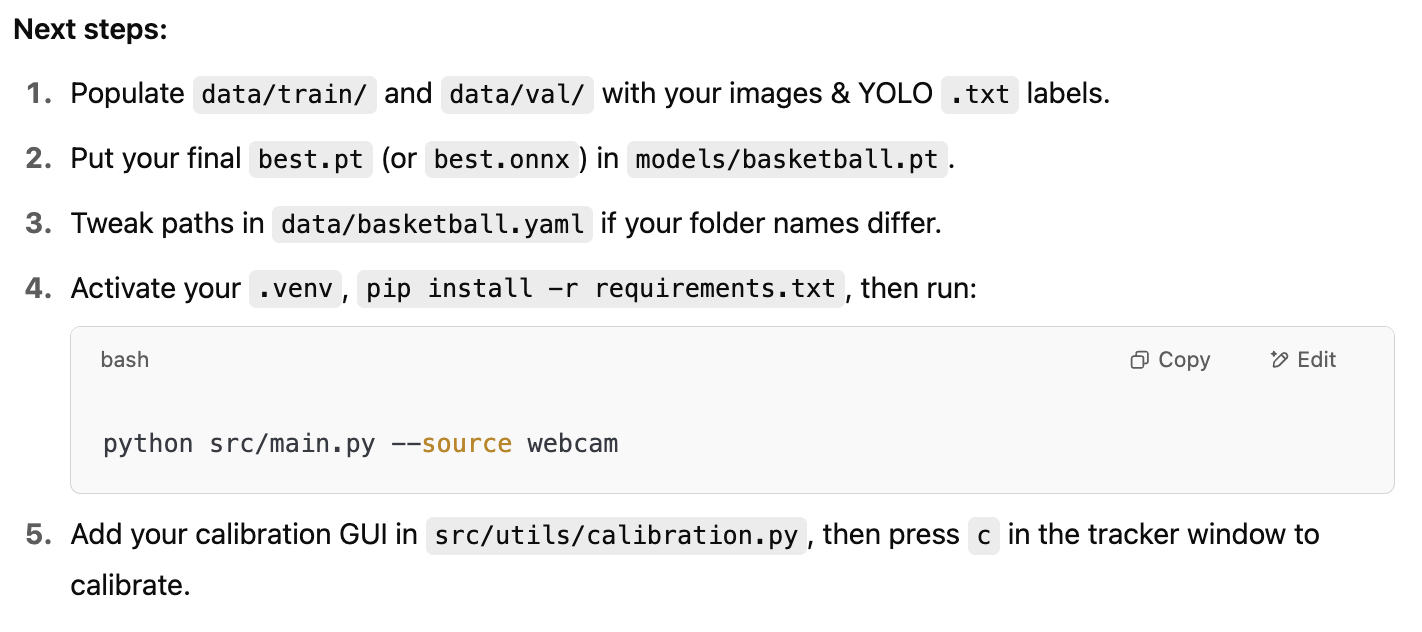 Next steps:
1. Populate data/train/ and data/val/ with your images & YOLO .txt labels.
2. Put your final best.pt (or best.onnx) in models/basketball.pt.
3. Tweak paths in data/basketball.yaml if your folder names differ.
4. Activate your .venv, pip install -r requirements.txt, then run:
bash Copy Edit
python src/main.py --source webcam
5. Add your calibration GUI in src/utils/calibration.py, then press c in the tracker window to
calibrate.